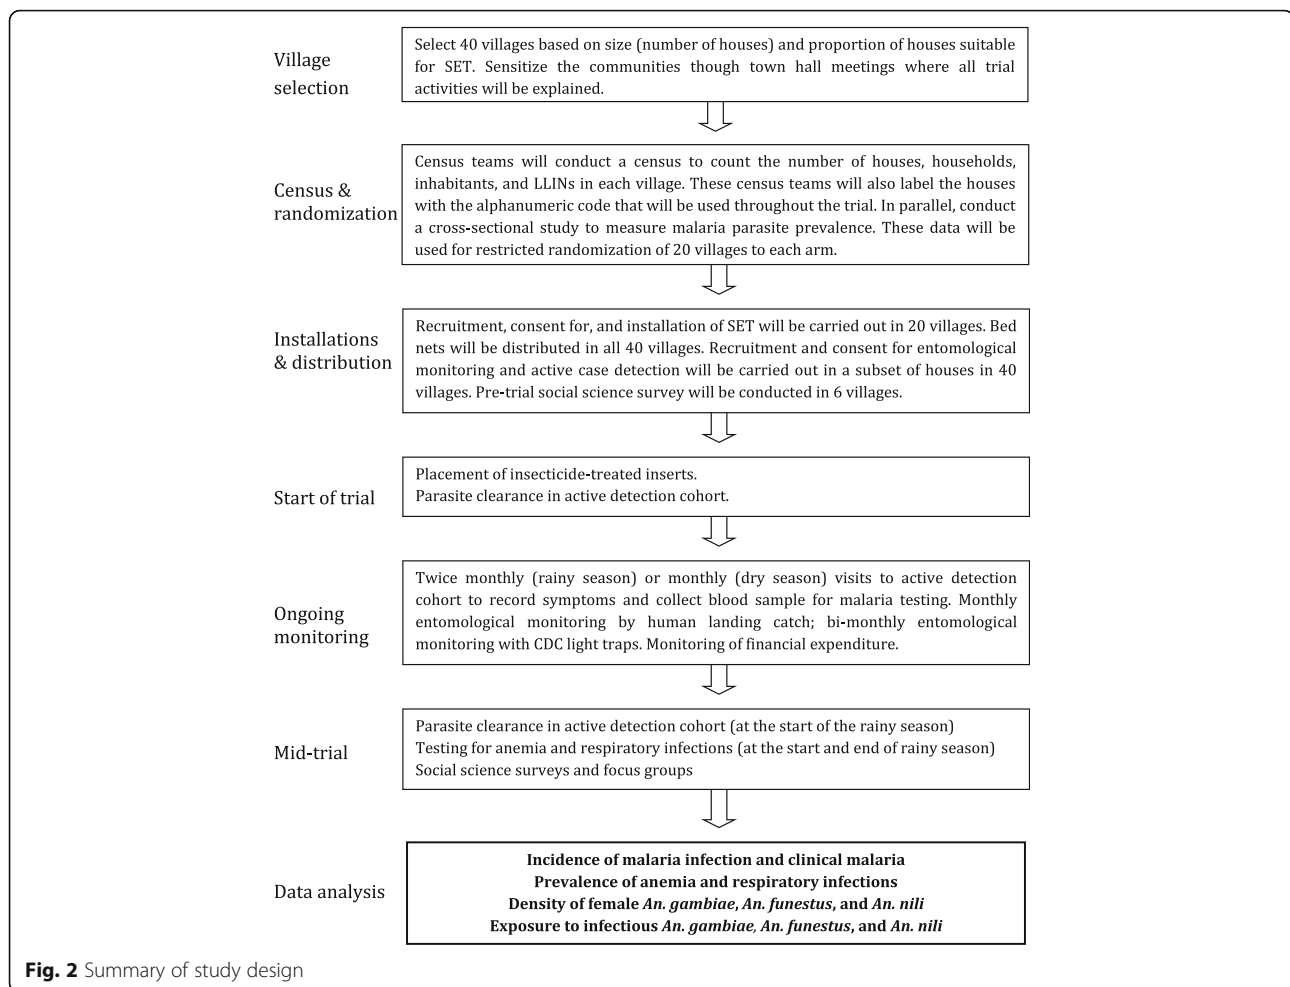 Village
selection
Select 40 villages based on size (number of houses) and proportion of houses suitable
for SET. Sensitize the communities though town hall meetings where all trial
activities will be explained.
Census &
randomization
Census teams will conduct a census to count the number of houses, households,
inhabitants, and LLINs in each village. These census teams will also label the houses
with the alphanumeric code that will be used throughout the trial. In parallel, conduct
a cross-sectional study to measure malaria parasite prevalence. These data will be
used for restricted randomization of 20 villages to each arm.
Installations
& distribution
Recruitment, consent for, and installation of SET will be carried out in 20 villages. Bed
nets will be distributed in all 40 villages. Recruitment and consent for entomological
monitoring and active case detection will be carried out in a subset of houses in 40
villages. Pre-trial social science survey will be conducted in 6 villages.
Start of trial
Placement of insecticide-treated inserts.
Parasite clearance in active detection cohort.
Ongoing
monitoring
Twice monthly (rainy season) or monthly (dry season) visits to active detection
cohort to record symptoms and collect blood sample for malaria testing. Monthly
entomological monitoring by human landing catch; bi-monthly entomological
monitoring with CDC light traps. Monitoring of financial expenditure.
Mid-trial
Parasite clearance in active detection cohort (at the start of the rainy season)
Testing for anemia and respiratory infections (at the start and end of rainy season)
Social science surveys and focus groups
Data analysis
Incidence of malaria infection and clinical malaria
Prevalence of anemia and respiratory infections
Density of female An. gambiae, An. funestus, and An. nili
Exposure to infectious An. gambiae, An. funestus, and An. nili
Fig. 2 Summary of study design